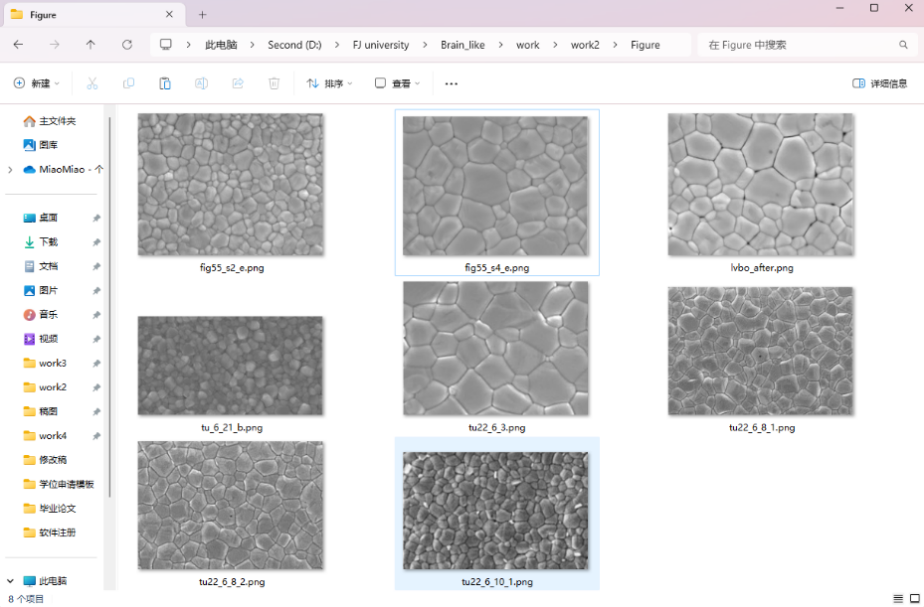 Figure
此电脑 > Second (D:) > FJ university > Brain_like > work > work2 > Figure
在 Figure 中搜索
新建
排序
查看
详细信息
主文件夹
图库
MiaoMiao - 个
桌面
下载
文档
图片
音乐
视频
work3
work2
稿图
work4
修改稿
学位申请模板
毕业论文
软件注册
此电脑
fig55_s2_e.png
fig55_s4_e.png
lvbo_after.png
tu_6_21_b.png
tu22_6_3.png
tu22_6_8_1.png
tu22_6_8_2.png
tu22_6_10_1.png
8 个项目